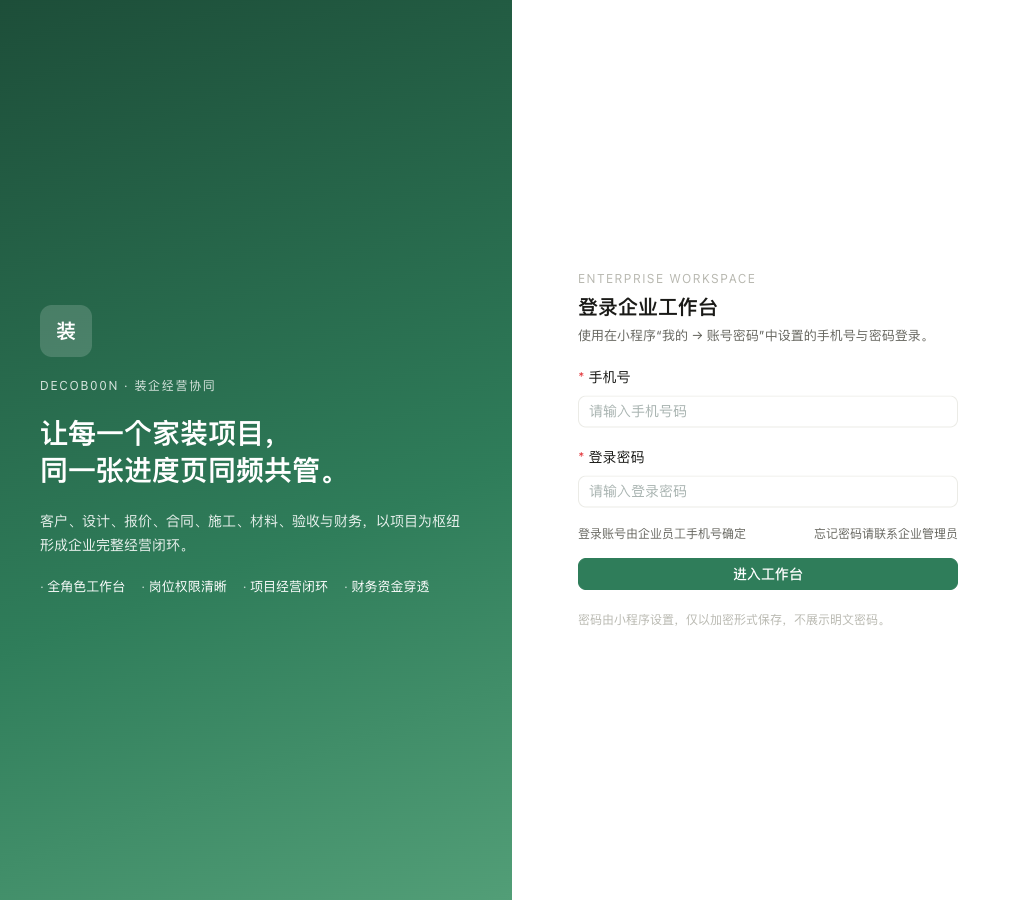 装
DECOB00N · 装企经营协同
让每一个家装项目，
同一张进度页同频共管。
客户、设计、报价、合同、施工、材料、验收与财务，以项目为枢纽
形成企业完整经营闭环。
· 全角色工作台 · 岗位权限清晰 · 项目经营闭环 · 财务资金穿透
ENTERPRISE WORKSPACE
登录企业工作台
使用在小程序“我的 → 账号密码”中设置的手机号与密码登录。
* 手机号
请输入手机号码
* 登录密码
请输入登录密码
登录账号由企业员工手机号确定 忘记密码请联系企业管理员
进入工作台
密码由小程序设置，仅以加密形式保存，不展示明文密码。